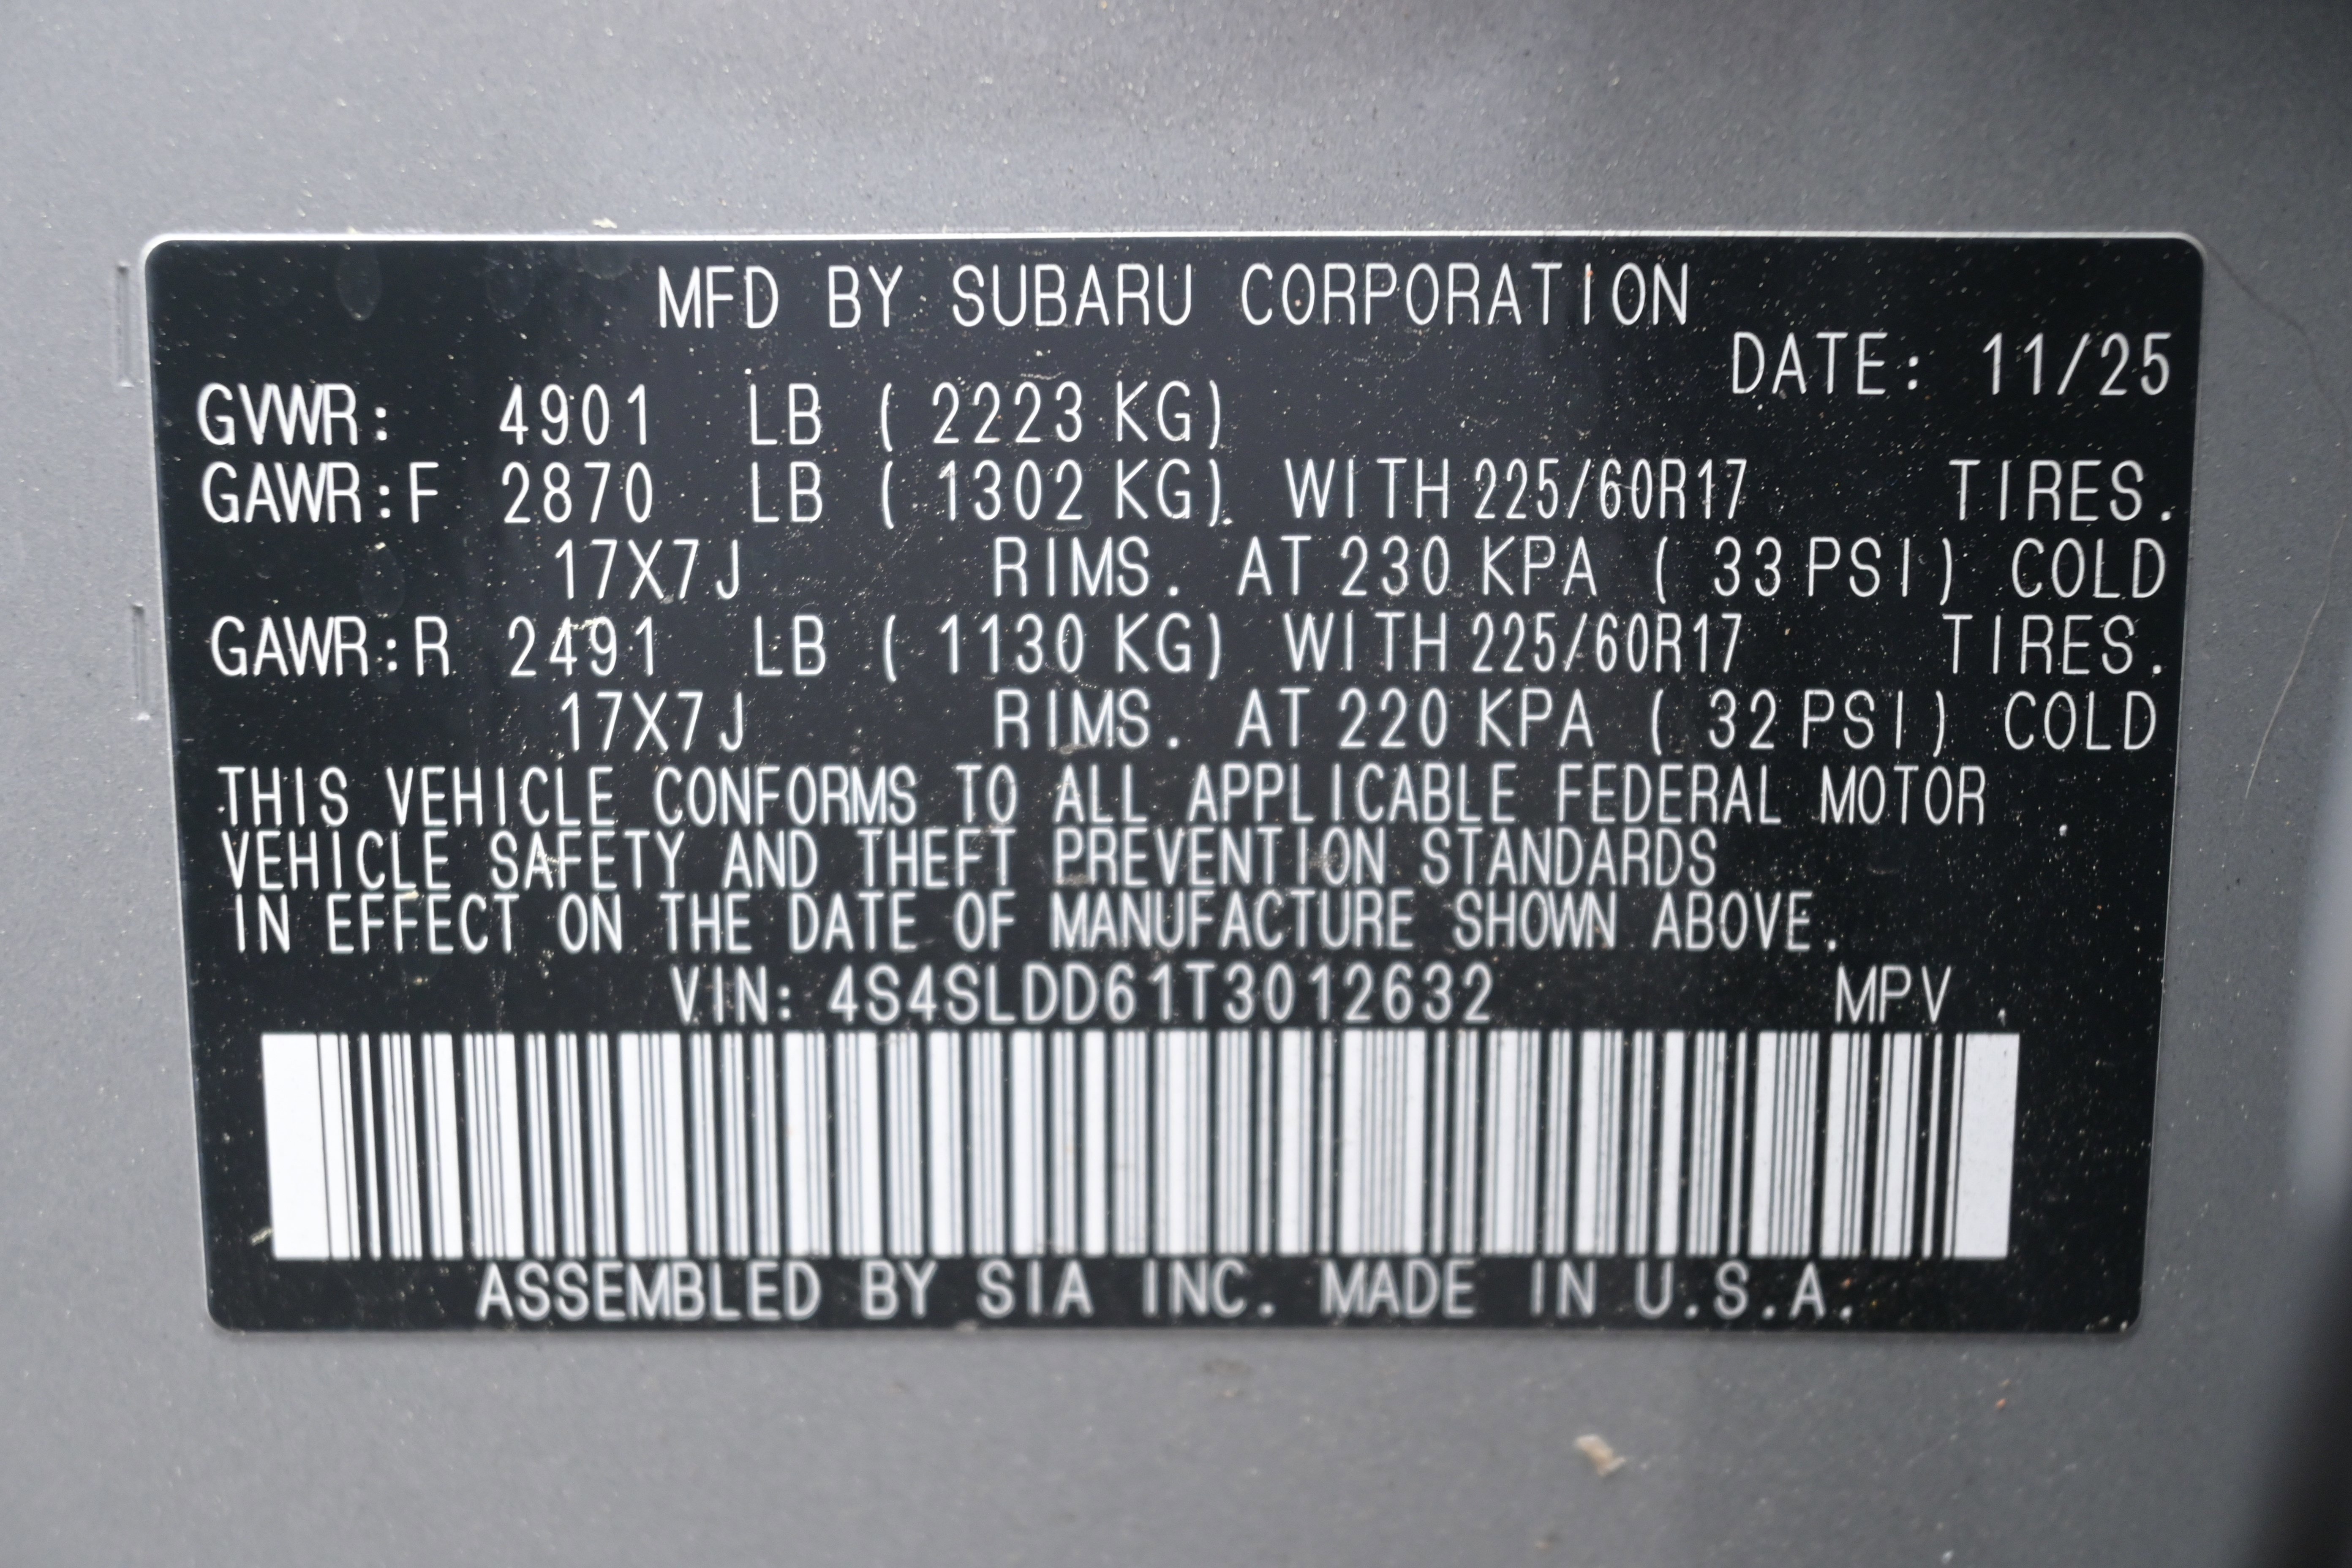 MFD BY SUBARU CORPORATION
DATE: 11/25
GVWR: 4901 LB ( 2223 KG)
GAWR:F 2870 LB ( 1302 KG) WITH 225/60R17 TIRES.
17X7J RIMS. AT 230 KPA ( 33 PSI) COLD
GAWR:R 2491 LB ( 1130 KG) WITH 225/60R17 TIRES.
17X7J RIMS. AT 220 KPA ( 32 PSI) COLD
THIS VEHICLE CONFORMS TO ALL APPLICABLE FEDERAL MOTOR
VEHICLE SAFETY AND THEFT PREVENTION STANDARDS
IN EFFECT ON THE DATE OF MANUFACTURE SHOWN ABOVE.
VIN: 4S4SLDD61T3012632 MPV
ASSEMBLED BY SIA INC. MADE IN U.S.A.